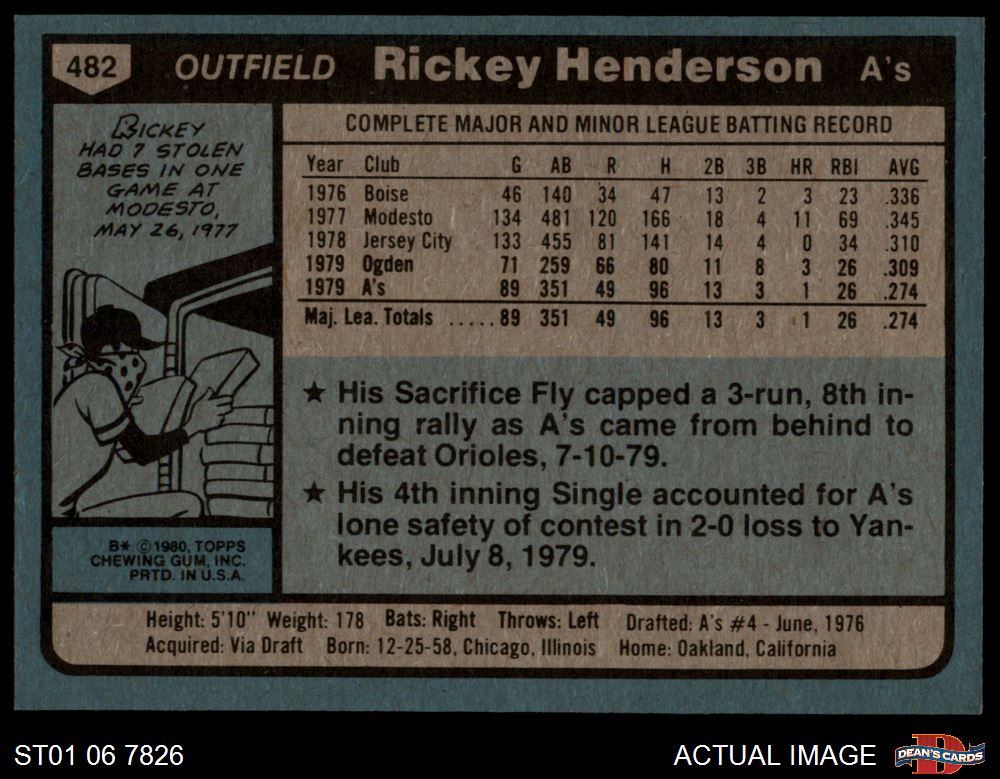 482 OUTFIELD Rickey Henderson A's
RICKEY
HAD 7 STOLEN
BASES IN ONE
GAME AT
MODESTO,
MAY 26, 1977
COMPLETE MAJOR AND MINOR LEAGUE BATTING RECORD
Year Club G AB R H 2B 3B HR RBI AVG
1976 Boise 46 140 34 47 13 2 3 23 .336
1977 Modesto 134 481 120 166 18 4 11 69 .345
1978 Jersey City 133 455 81 141 14 4 0 34 .310
1979 Ogden 71 259 66 80 11 8 3 26 .309
1979 A's 89 351 49 96 13 3 1 26 .274
Maj. Lea. Totals ..... 89 351 49 96 13 3 1 26 .274
★ His Sacrifice Fly capped a 3-run, 8th in-
ning rally as A's came from behind to
defeat Orioles, 7-10-79.
★ His 4th inning Single accounted for A's
lone safety of contest in 2-0 loss to Yan-
kees, July 8, 1979.
B* © 1980, TOPPS
CHEWING GUM, INC.
PRTD. IN U.S.A.
Height: 5'10" Weight: 178 Bats: Right Throws: Left Drafted: A's #4 - June, 1976
Acquired: Via Draft Born: 12-25-58, Chicago, Illinois Home: Oakland, California
ST01 06 7826 ACTUAL IMAGE DEAN'S CARDS